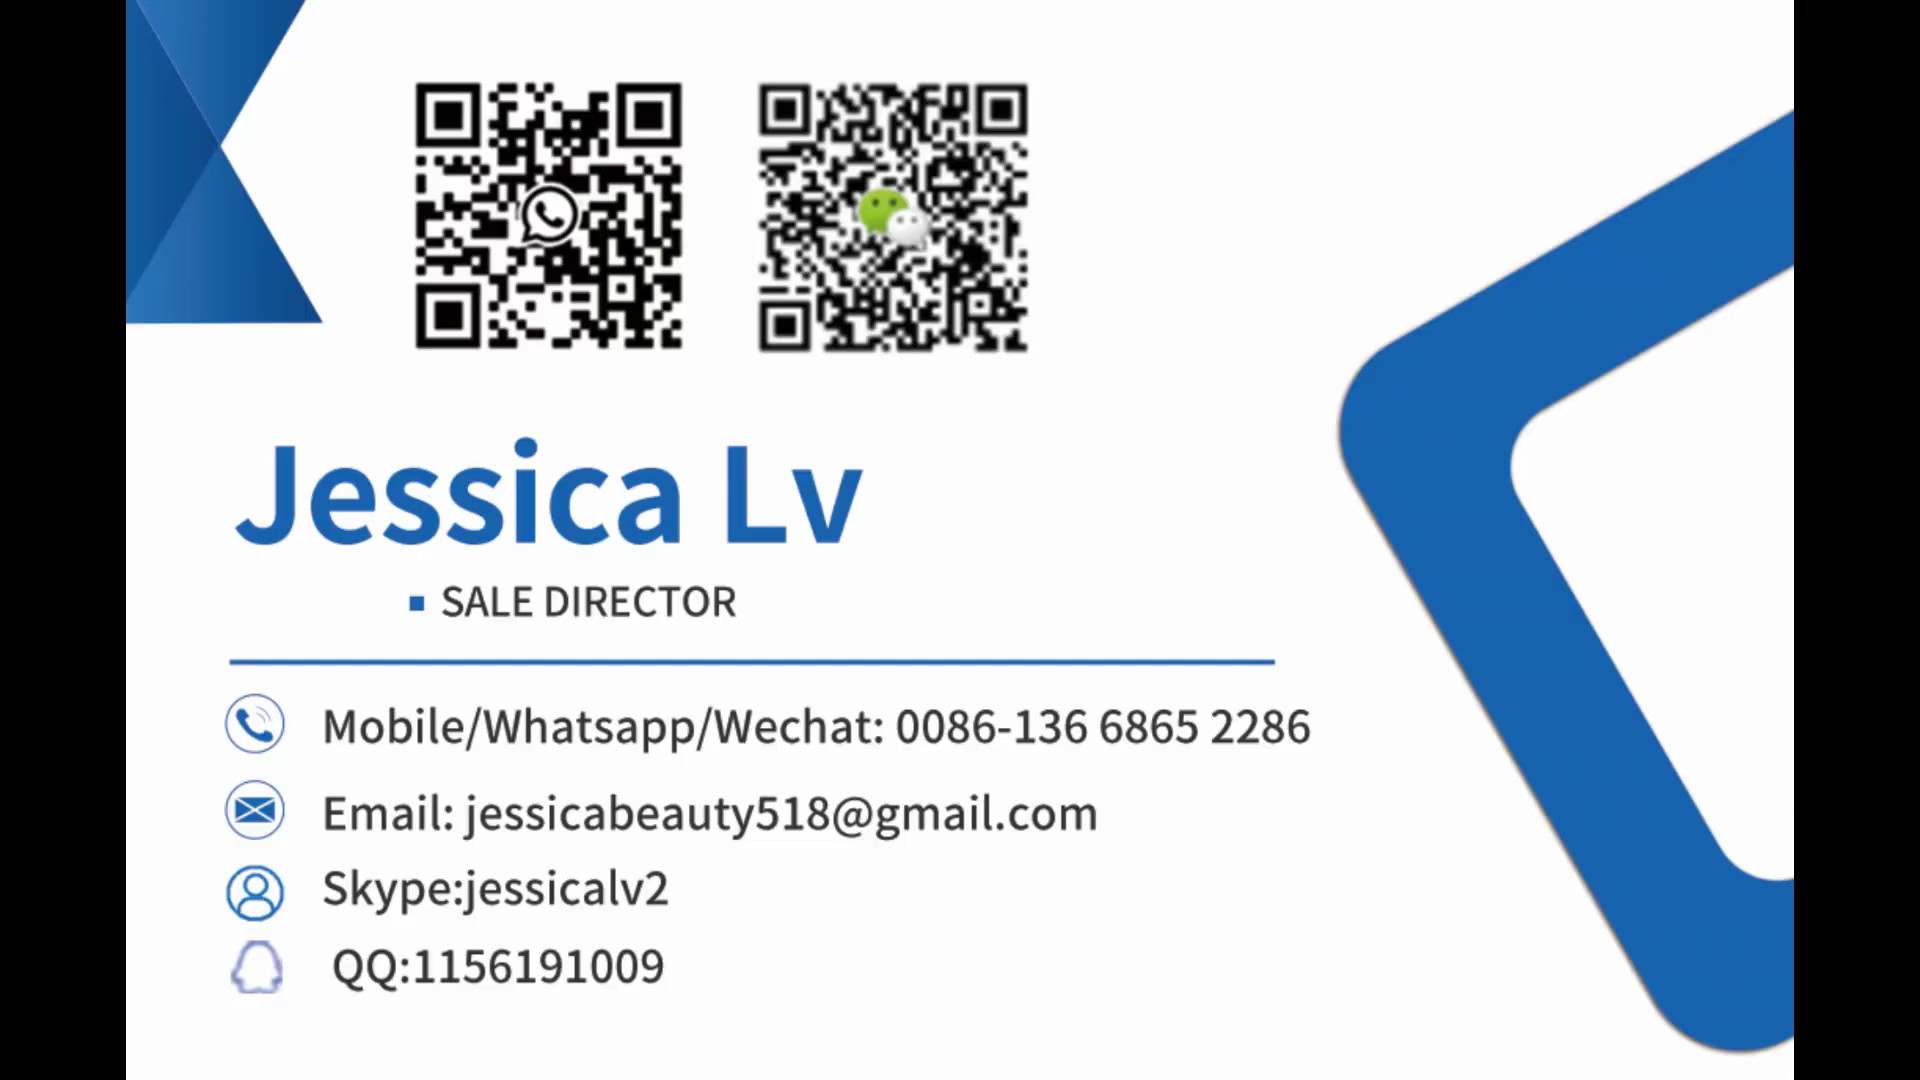 Jessica Lv
SALE DIRECTOR
Mobile/Whatsapp/Wechat: 0086-136 6865 2286
Email: jessicabeauty518@gmail.com
Skype:jessicalv2
QQ:1156191009